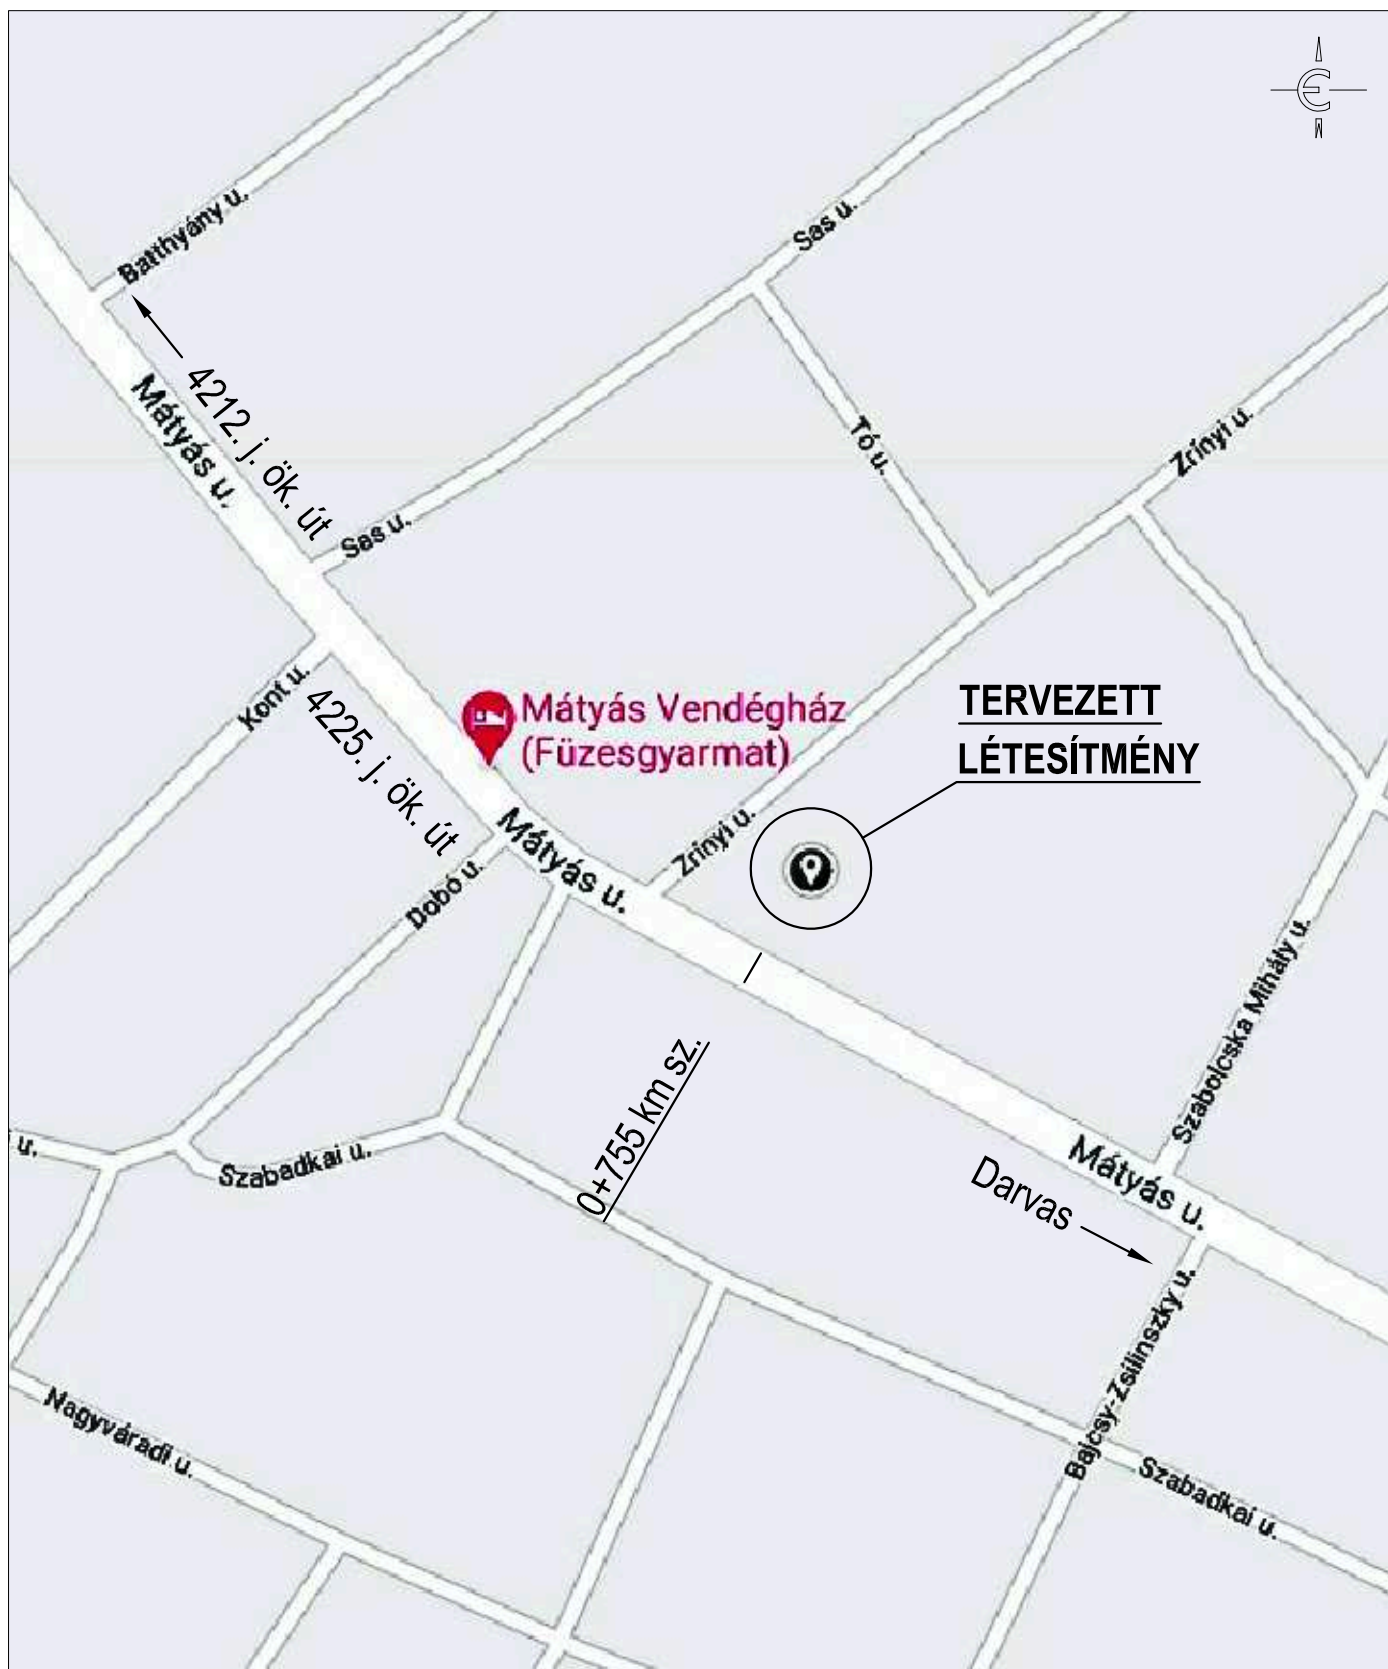 É
Batthyány u.
Sas u.
4212. j. ök. út
Mátyás u.
Tó u.
Zrínyi u.
Sas u.
Kont u.
4225. j. ök. út
Mátyás Vendégház
(Füzesgyarmat)
TERVEZETT
LÉTESÍTMÉNY
Mátyás u.
Zrínyi u.
Dobó u.
Szabolcska Mihály u.
0+755 km sz.
u.
Szabadkai u.
Mátyás u.
Darvas
Bajcsy-Zsilinszky u.
Nagyváradi u.
Szabadkai u.